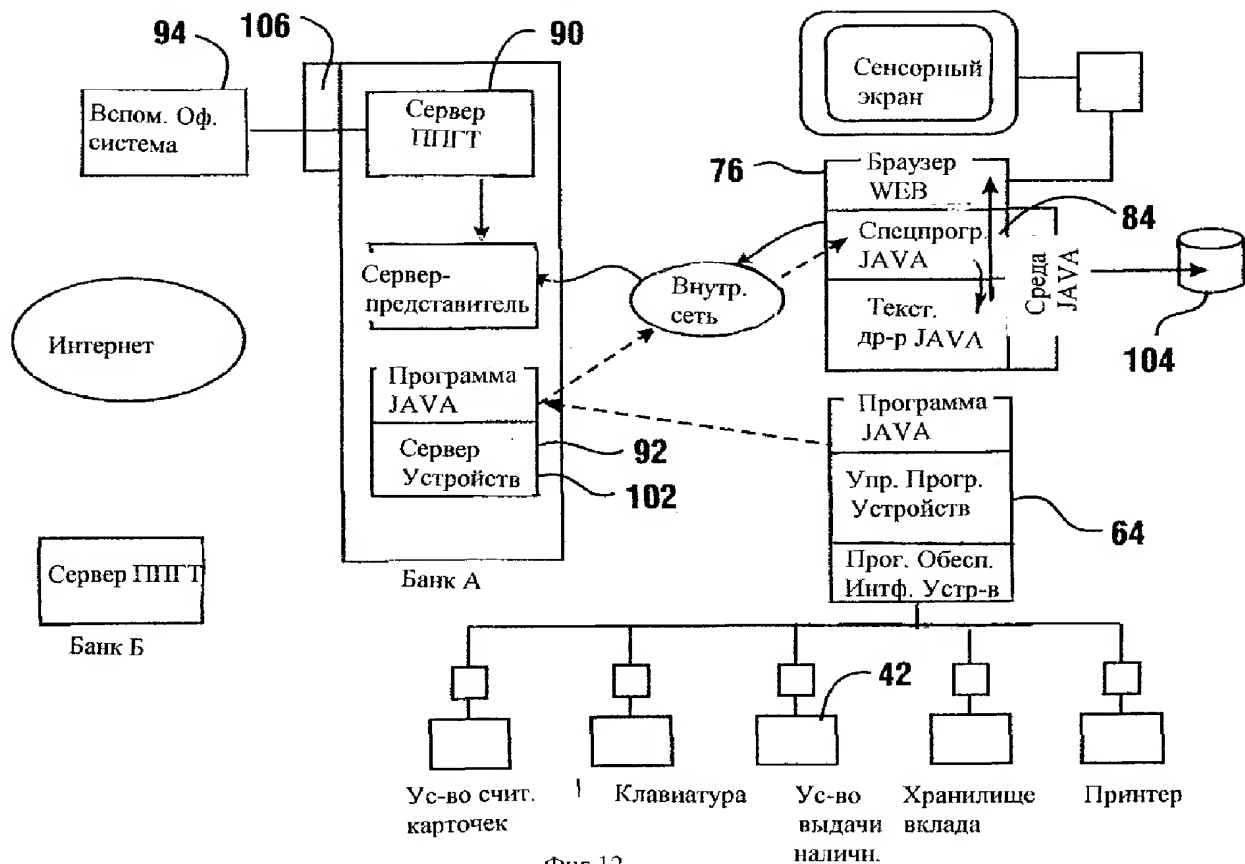 94
106
90
Вспом. Оф.
система
Сервер
ППГТ
Сенсорный
экран
76
Браузер
WEB
84
Спецпрогр.
JAVA
Среда
JAVA
104
Сервер-
представитель
Внутр.
сеть
Текст.
др-р JAVA
Интернет
Программа
JAVA
Сервер
Устройств
92
102
Программа
JAVA
Упр. Прогр.
Устройств
64
Прог. Обесп.
Интф. Устр-в
Банк А
Сервер ППГТ
Банк Б
42
Ус-во счит.
карточек
Клавиатура
Ус-во
выдачи
наличн.
Хранилище
вклада
Принтер
Фиг.12